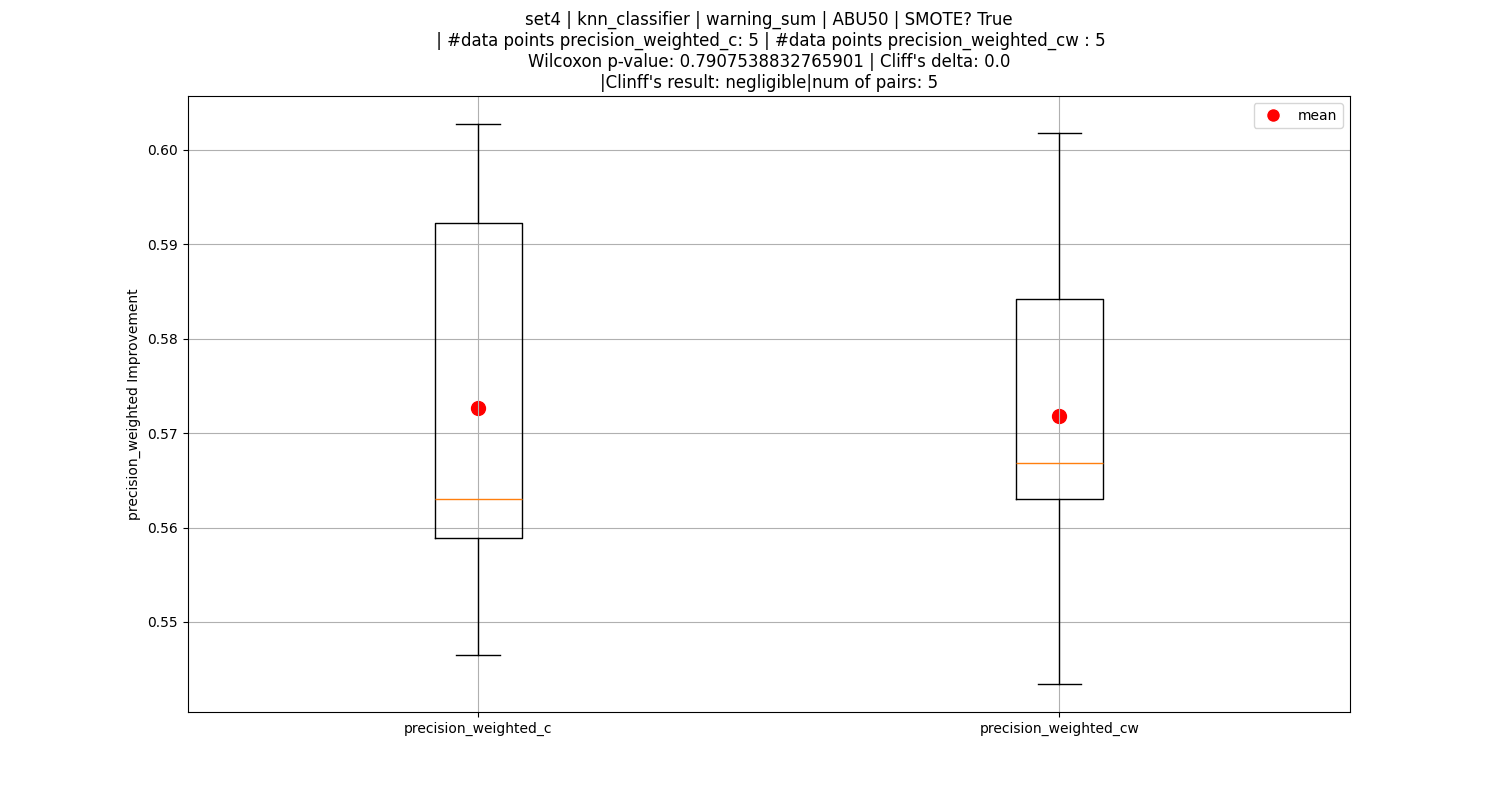 set4 | knn_classifier | warning_sum | ABU50 | SMOTE? True
| #data points precision_weighted_c: 5 | #data points precision_weighted_cw : 5
Wilcoxon p-value: 0.7907538832765901 | Cliff's delta: 0.0
|Clinff's result: negligible|num of pairs: 5
mean
0.60
0.59
0.58
0.57
0.56
0.55
precision_weighted Improvement
precision_weighted_c
precision_weighted_cw